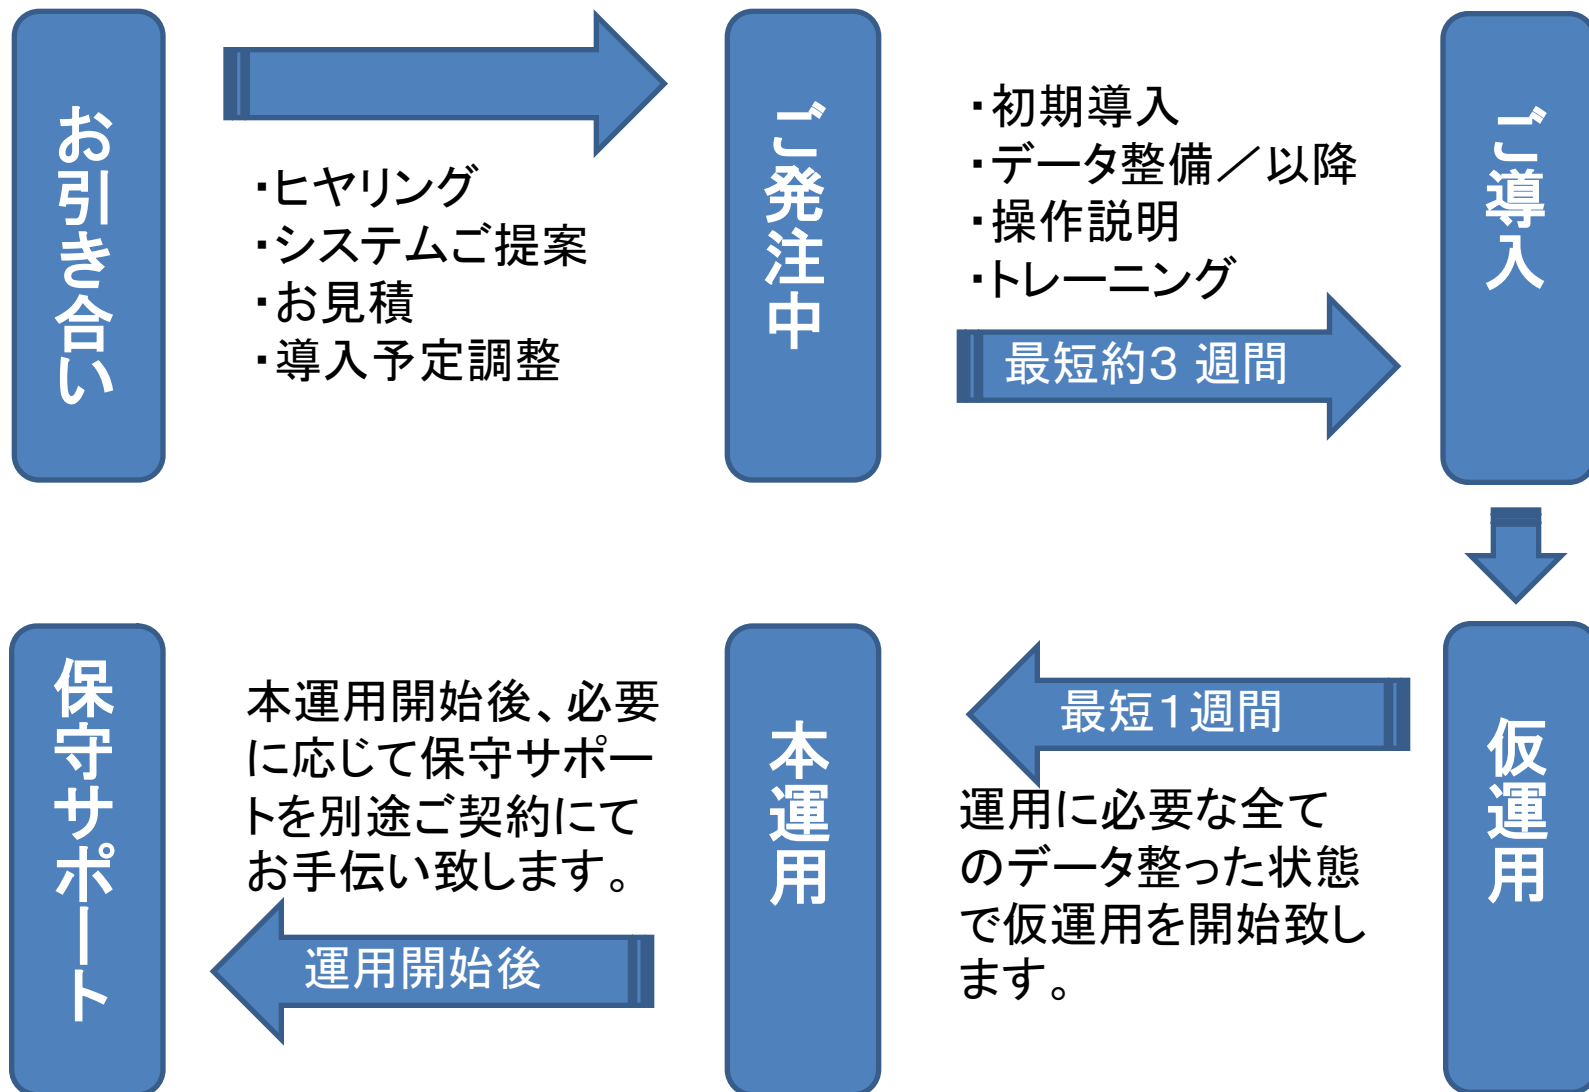 お引き合い
・ヒヤリング
・システムご提案
・お見積
・導入予定調整
ご発注中
・初期導入
・データ整備／以降
・操作説明
・トレーニング
最短約3 週間
ご導入
仮運用
最短1週間
運用に必要な全て
のデータ整った状態
で仮運用を開始致し
ます。
本運用
本運用開始後、必要
に応じて保守サポー
トを別途ご契約にて
お手伝い致します。
運用開始後
保守サポート